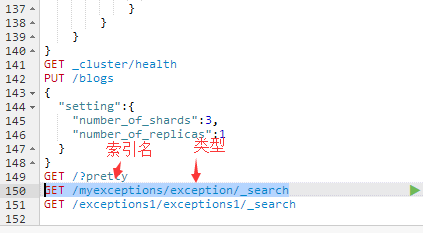 137 }
138 }
139 }
140 }
141 GET _cluster/health
142 PUT /blogs
143 {
144 "setting":{
145 "number_of_shards":3,
146 "number_of_replicas":1
147 }
148 }
索引名 类型
149 GET /?pretty
150 GET /myexceptions/exception/_search
151 GET /exceptions1/exceptions1/_search
152